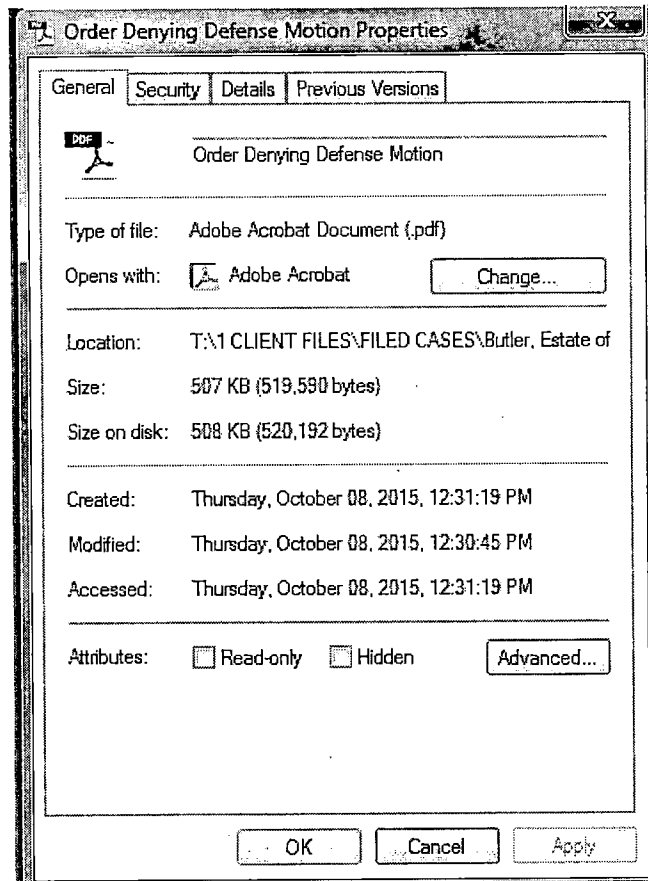 Order Denying Defense Motion Properties
General Security Details Previous Versions
PDF
Order Denying Defense Motion
Type of file: Adobe Acrobat Document (.pdf)
Opens with: Adobe Acrobat Change...
Location: T:\1 CLIENT FILES\FILED CASES\Butler, Estate of
Size: 507 KB (519,590 bytes)
Size on disk: 508 KB (520,192 bytes)
Created: Thursday, October 08, 2015, 12:31:19 PM
Modified: Thursday, October 08, 2015, 12:30:45 PM
Accessed: Thursday, October 08, 2015, 12:31:19 PM
Attributes: Read-only Hidden Advanced...
OK Cancel Apply